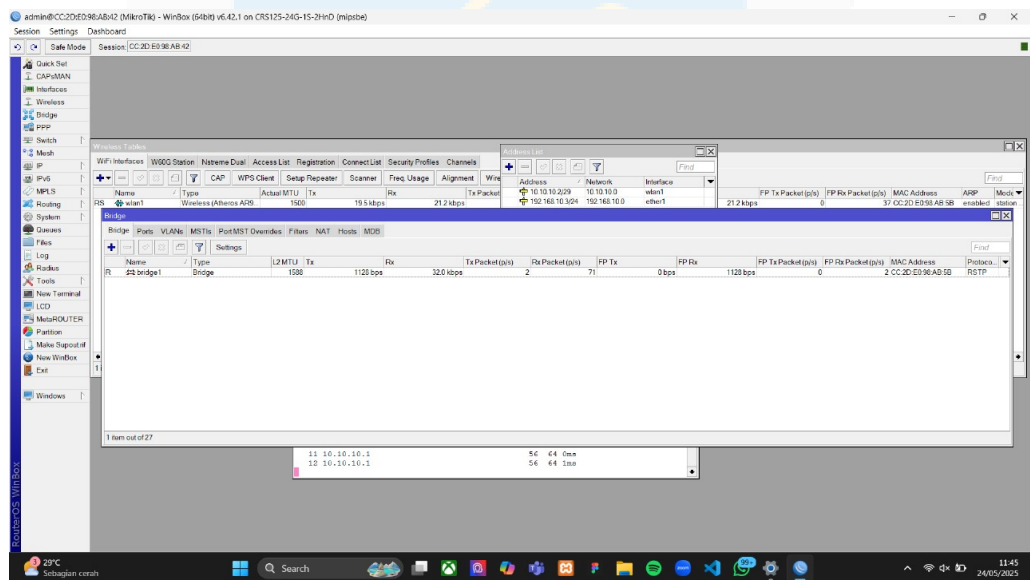 admin@CC:2D:E0:98:AB:42 (MikroTik) - WinBox (64bit) v6.42.1 on CRS125-24G-1S-2HnD (mipsbe)
Session Settings Dashboard
Safe Mode Session: CC:2D:E0:98:AB:42
Quick Set
CAPsMAN
Interfaces
Wireless
Bridge
PPP
Switch
Mesh
IP
IPv6
MPLS
Routing
System
Queues
Files
Log
Radius
Tools
New Terminal
LCD
MetaROUTER
Partition
Make Supout.rif
New WinBox
Exit
Windows
RouterOS WinBox
Wireless Tables
WiFi Interfaces W60G Station Nstreme Dual Access List Registration Connect List Security Profiles Channels
CAP WPS Client Setup Repeater Scanner Freq. Usage Alignment Wire
Find
Name Type Actual MTU Tx Rx Tx Packet FP Tx Packet (p/s) FP Rx Packet (p/s) MAC Address ARP Mode
RS wlan1 Wireless (Atheros AR9... 1500 19.5 kbps 21.2 kbps 21.2 kbps 0 37 CC:2D:E0:98:AB:5B enabled station
Address List
Find
Address Network Interface
10.10.10.2/29 10.10.10.0 wlan1
192.168.10.3/24 192.168.10.0 ether1
Bridge
Bridge Ports VLANs MSTIs Port MST Overrides Filters NAT Hosts MDB
Settings Find
Name Type L2 MTU Tx Rx Tx Packet (p/s) Rx Packet (p/s) FP Tx FP Rx FP Tx Packet (p/s) FP Rx Packet (p/s) MAC Address Protoco...
R bridge1 Bridge 1588 1128 bps 32.0 kbps 2 71 0 bps 1128 bps 0 2 CC:2D:E0:98:AB:5B RSTP
1 item out of 27
11 10.10.10.1 56 64 0ms
12 10.10.10.1 56 64 1ms
3 29°C
Sebagian cerah
Search
99+
11:45
24/05/2025